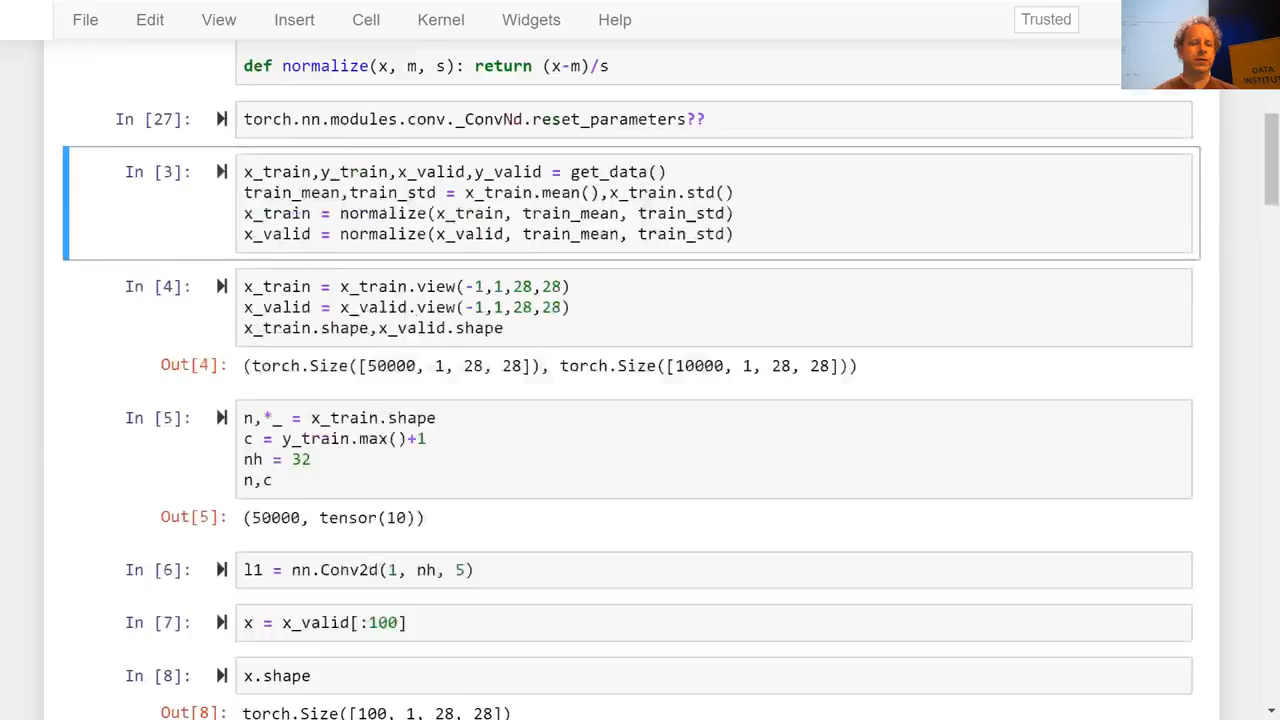 File Edit View Insert Cell Kernel Widgets Help Trusted
DATA
INSTITUT
def normalize(x, m, s): return (x-m)/s
In [27]: torch.nn.modules.conv._ConvNd.reset_parameters??
In [3]: x_train,y_train,x_valid,y_valid = get_data()
train_mean,train_std = x_train.mean(),x_train.std()
x_train = normalize(x_train, train_mean, train_std)
x_valid = normalize(x_valid, train_mean, train_std)
In [4]: x_train = x_train.view(-1,1,28,28)
x_valid = x_valid.view(-1,1,28,28)
x_train.shape,x_valid.shape
Out[4]: (torch.Size([50000, 1, 28, 28]), torch.Size([10000, 1, 28, 28]))
In [5]: n,*_ = x_train.shape
c = y_train.max()+1
nh = 32
n,c
Out[5]: (50000, tensor(10))
In [6]: l1 = nn.Conv2d(1, nh, 5)
In [7]: x = x_valid[:100]
In [8]: x.shape
Out[8]: torch.Size([100, 1, 28, 28])